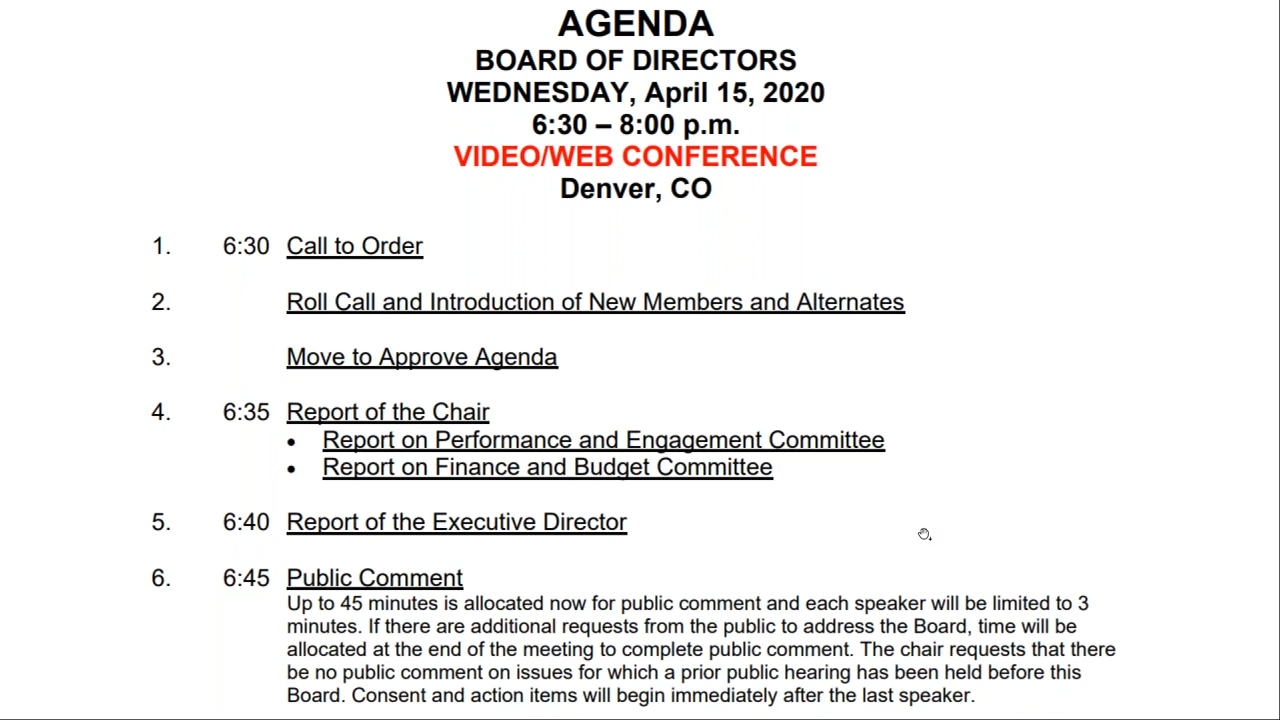 AGENDA
BOARD OF DIRECTORS
WEDNESDAY, April 15, 2020
6:30 – 8:00 p.m.
VIDEO/WEB CONFERENCE
Denver, CO
1. 6:30 Call to Order
2. Roll Call and Introduction of New Members and Alternates
3. Move to Approve Agenda
4. 6:35 Report of the Chair
• Report on Performance and Engagement Committee
• Report on Finance and Budget Committee
5. 6:40 Report of the Executive Director
6. 6:45 Public Comment
Up to 45 minutes is allocated now for public comment and each speaker will be limited to 3
minutes. If there are additional requests from the public to address the Board, time will be
allocated at the end of the meeting to complete public comment. The chair requests that there
be no public comment on issues for which a prior public hearing has been held before this
Board. Consent and action items will begin immediately after the last speaker.